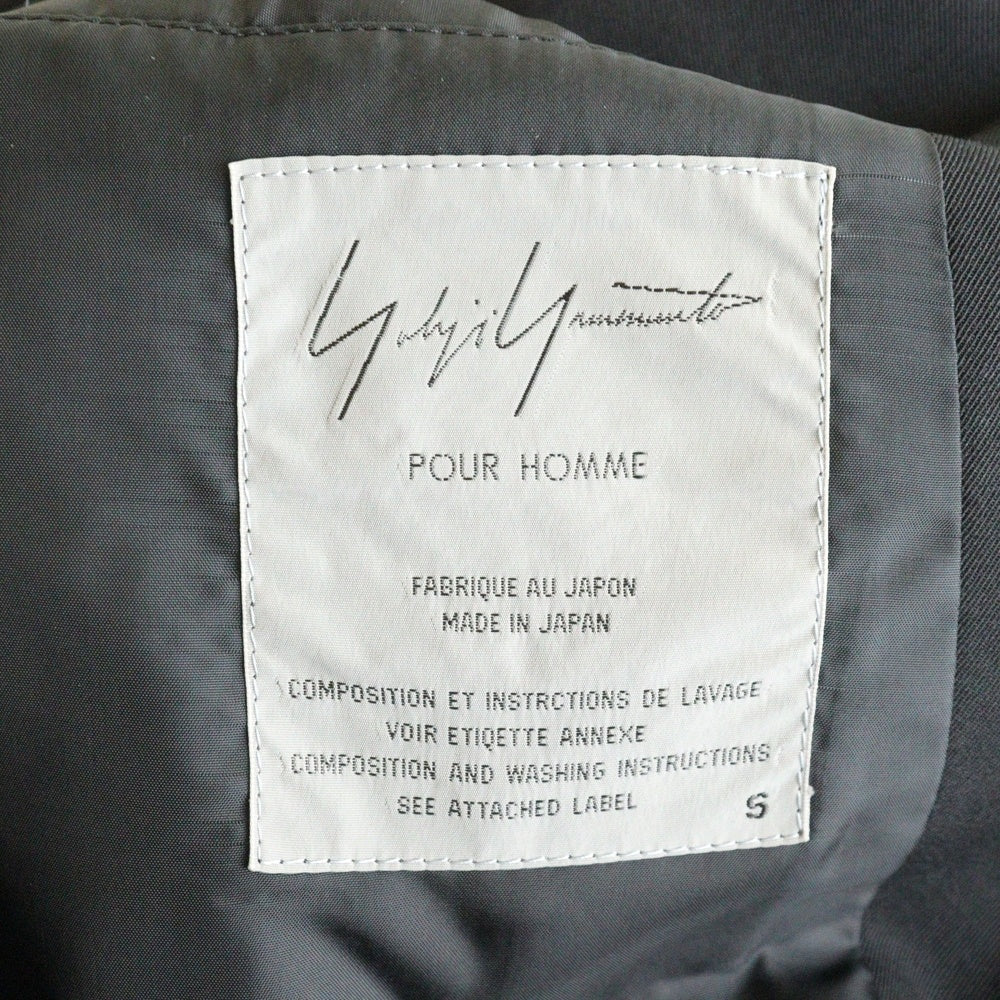 Yohji Yamamoto
POUR HOMME
FABRIQUE AU JAPON
MADE IN JAPAN
COMPOSITION ET INSTRCTIONS DE LAVAGE
VOIR ETIQETTE ANNEXE
COMPOSITION AND WASHING INSTRUCTIONS
SEE ATTACHED LABEL
S